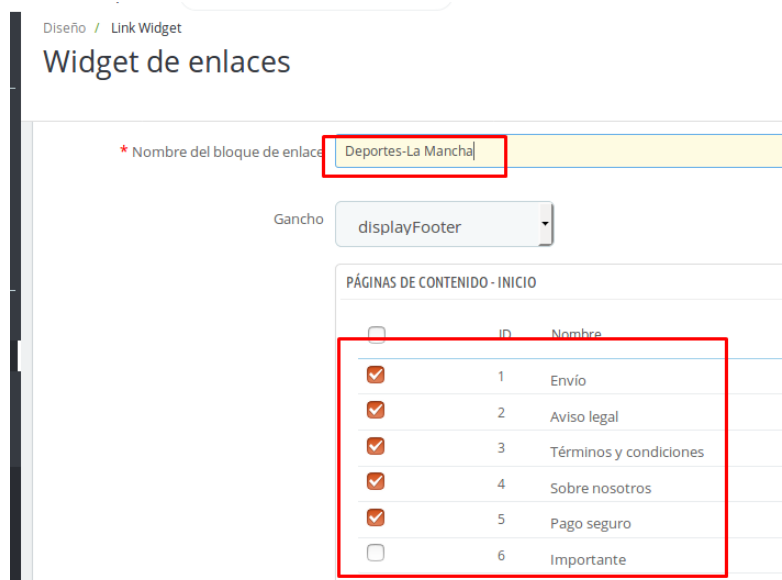 Diseño / Link Widget
Widget de enlaces
* Nombre del bloque de enlace Deportes-La Mancha
Gancho displayFooter
PÁGINAS DE CONTENIDO - INICIO
ID Nombre
1 Envío
2 Aviso legal
3 Términos y condiciones
4 Sobre nosotros
5 Pago seguro
6 Importante